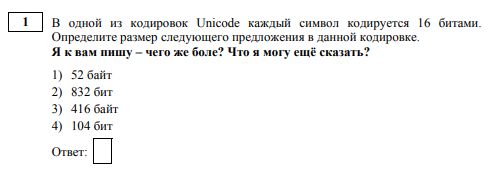 1
В одной из кодировок Unicode каждый символ кодируется 16 битами.
Определите размер следующего предложения в данной кодировке.
Я к вам пишу – чего же боле? Что я могу ещё сказать?
1) 52 байт
2) 832 бит
3) 416 байт
4) 104 бит
Ответ: